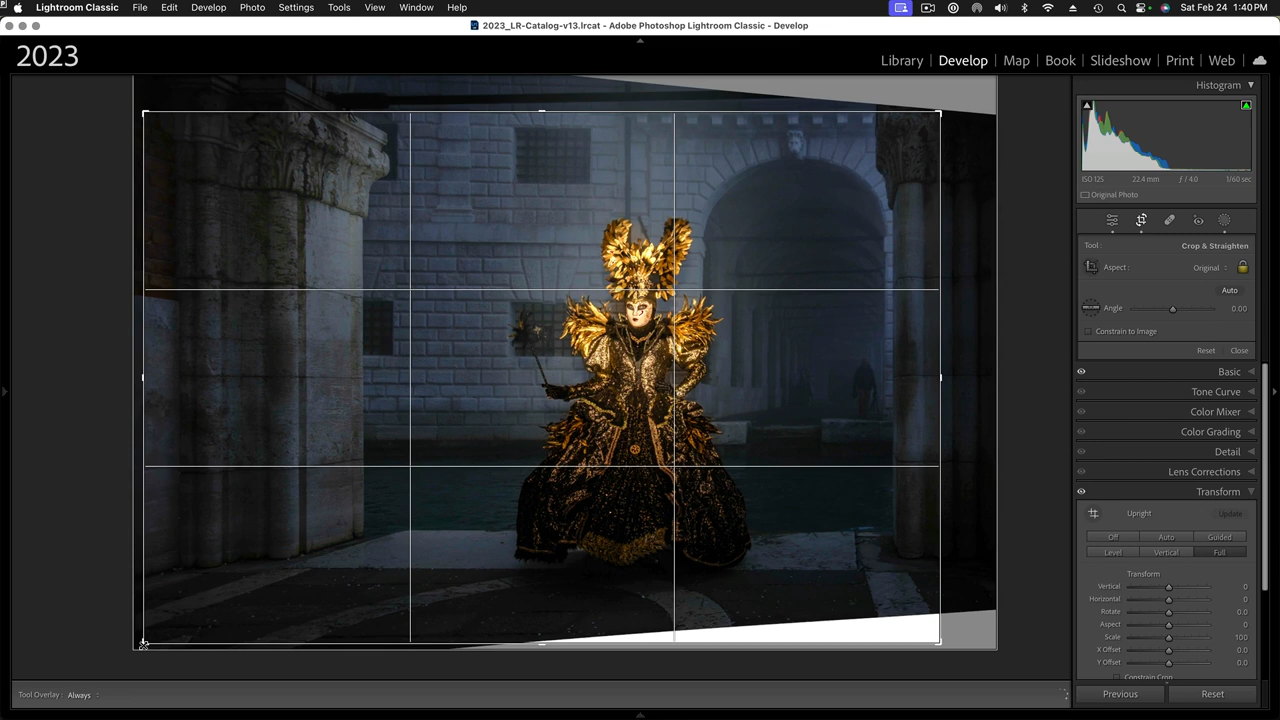 Lightroom Classic File Edit Develop Photo Settings Tools View Window Help Sat Feb 24 1:40 PM
2023_LR-Catalog-v13.lrcat - Adobe Photoshop Lightroom Classic - Develop
2023 Library | Develop | Map | Book | Slideshow | Print | Web
Histogram
ISO 125 22.4 mm ƒ / 4.0 1/60 sec
Original Photo
Tool : Crop & Straighten
Aspect : Original
Auto
Angle 0.00
Constrain to Image
Reset Close
Basic
Tone Curve
Color Mixer
Color Grading
Detail
Lens Corrections
Transform
Upright Update
Off Auto Guided
Level Vertical Full
Transform
Vertical 0
Horizontal 0
Rotate 0.0
Aspect 0
Scale 100
X Offset 0.0
Y Offset 0.0
Constrain Crop
Tool Overlay : Always Previous Reset